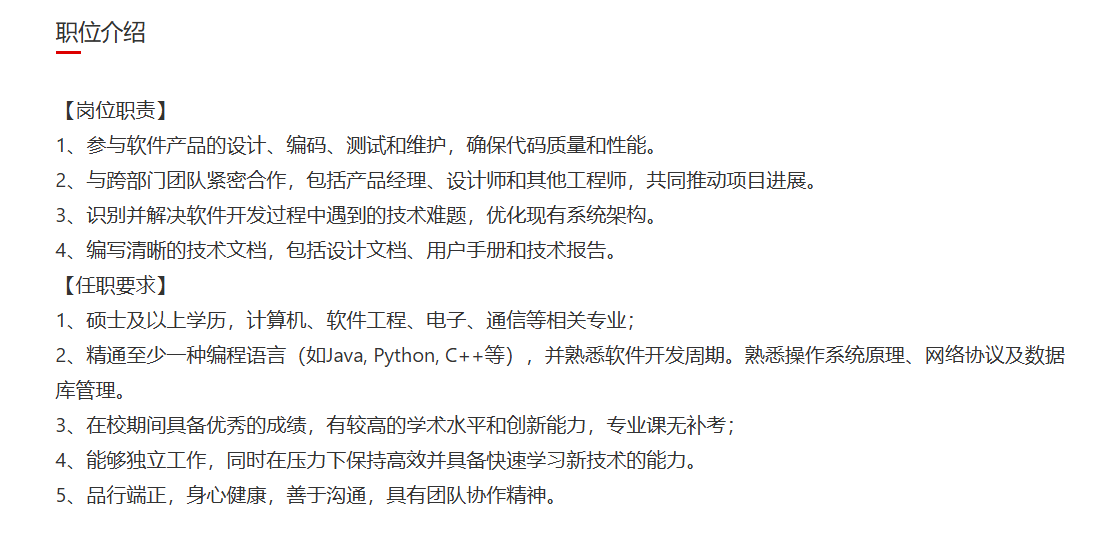 职位介绍
【岗位职责】
1、参与软件产品的设计、编码、测试和维护，确保代码质量和性能。
2、与跨部门团队紧密合作，包括产品经理、设计师和其他工程师，共同推动项目进展。
3、识别并解决软件开发过程中遇到的技术难题，优化现有系统架构。
4、编写清晰的技术文档，包括设计文档、用户手册和技术报告。
【任职要求】
1、硕士及以上学历，计算机、软件工程、电子、通信等相关专业；
2、精通至少一种编程语言（如Java, Python, C++等），并熟悉软件开发周期。熟悉操作系统原理、网络协议及数据
库管理。
3、在校期间具备优秀的成绩，有较高的学术水平和创新能力，专业课无补考；
4、能够独立工作，同时在压力下保持高效并具备快速学习新技术的能力。
5、品行端正，身心健康，善于沟通，具有团队协作精神。